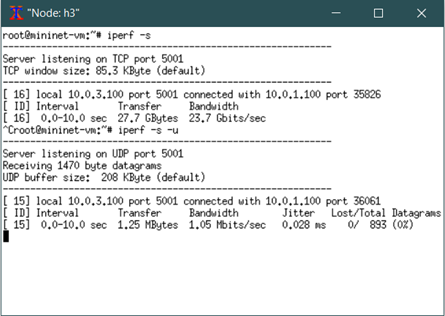 "Node: h3"
root@mininet-vm:~# iperf -s
------------------------------------------------------------
Server listening on TCP port 5001
TCP window size: 85.3 KByte (default)
------------------------------------------------------------
[ 16] local 10.0.3.100 port 5001 connected with 10.0.1.100 port 35826
[ ID] Interval       Transfer     Bandwidth
[ 16]  0.0-10.0 sec  27.7 GBytes  23.7 Gbits/sec
^Croot@mininet-vm:~# iperf -s -u
------------------------------------------------------------
Server listening on UDP port 5001
Receiving 1470 byte datagrams
UDP buffer size:  208 KByte (default)
------------------------------------------------------------
[ 15] local 10.0.3.100 port 5001 connected with 10.0.1.100 port 36061
[ ID] Interval       Transfer     Bandwidth        Jitter   Lost/Total Datagrams
[ 15]  0.0-10.0 sec  1.25 MBytes  1.05 Mbits/sec   0.028 ms    0/  893 (0%)